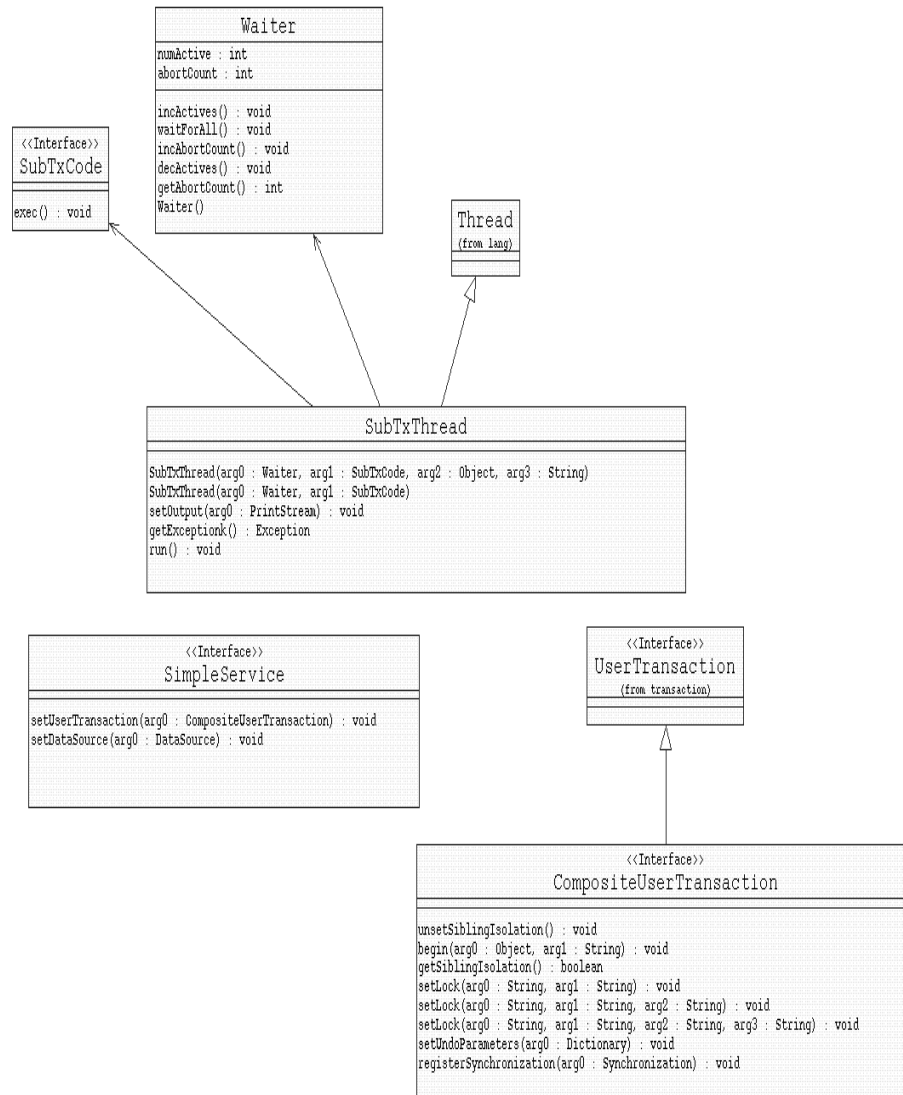 Waiter
numActive : int
abortCount : int
incActives() : void
waitForAll() : void
incAbortCount() : void
decActives() : void
getAbortCount() : int
Waiter()
<<Interface>>
SubTxCode
exec() : void
Thread
(from lang)
SubTxThread
SubTxThread(arg0 : Waiter, arg1 : SubTxCode, arg2 : Object, arg3 : String)
SubTxThread(arg0 : Waiter, arg1 : SubTxCode)
setOutput(arg0 : PrintStream) : void
getExceptionk() : Exception
run() : void
<<Interface>>
SimpleService
setUserTransaction(arg0 : CompositeUserTransaction) : void
setDataSource(arg0 : DataSource) : void
<<Interface>>
UserTransaction
(from transaction)
<<Interface>>
CompositeUserTransaction
unsetSiblingIsolation() : void
begin(arg0 : Object, arg1 : String) : void
getSiblingIsolation() : boolean
setLock(arg0 : String, arg1 : String) : void
setLock(arg0 : String, arg1 : String, arg2 : String) : void
setLock(arg0 : String, arg1 : String, arg2 : String, arg3 : String) : void
setUndoParameters(arg0 : Dictionary) : void
registerSynchronization(arg0 : Synchronization) : void